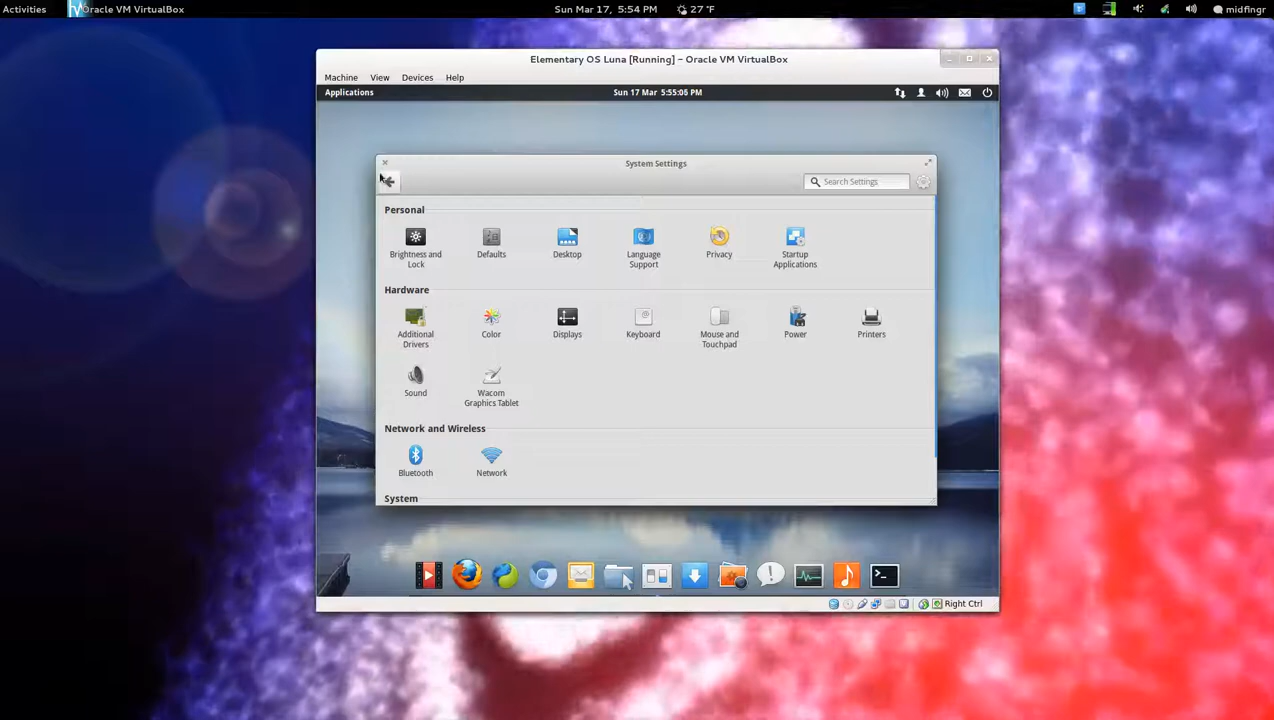 Activities
Oracle VM VirtualBox
Sun Mar 17, 5:54 PM
27 °F
midfingr
Elementary OS Luna [Running] – Oracle VM VirtualBox
Machine View Devices Help
Applications
Sun 17 Mar 5:55:06 PM
System Settings
Search Settings
Personal
Brightness and
Lock
Defaults
Desktop
Language
Support
Privacy
Startup
Applications
Hardware
Additional
Drivers
Color
Displays
Keyboard
Mouse and
Touchpad
Power
Printers
Sound
Wacom
Graphics Tablet
Network and Wireless
Bluetooth
Network
System
Right Ctrl